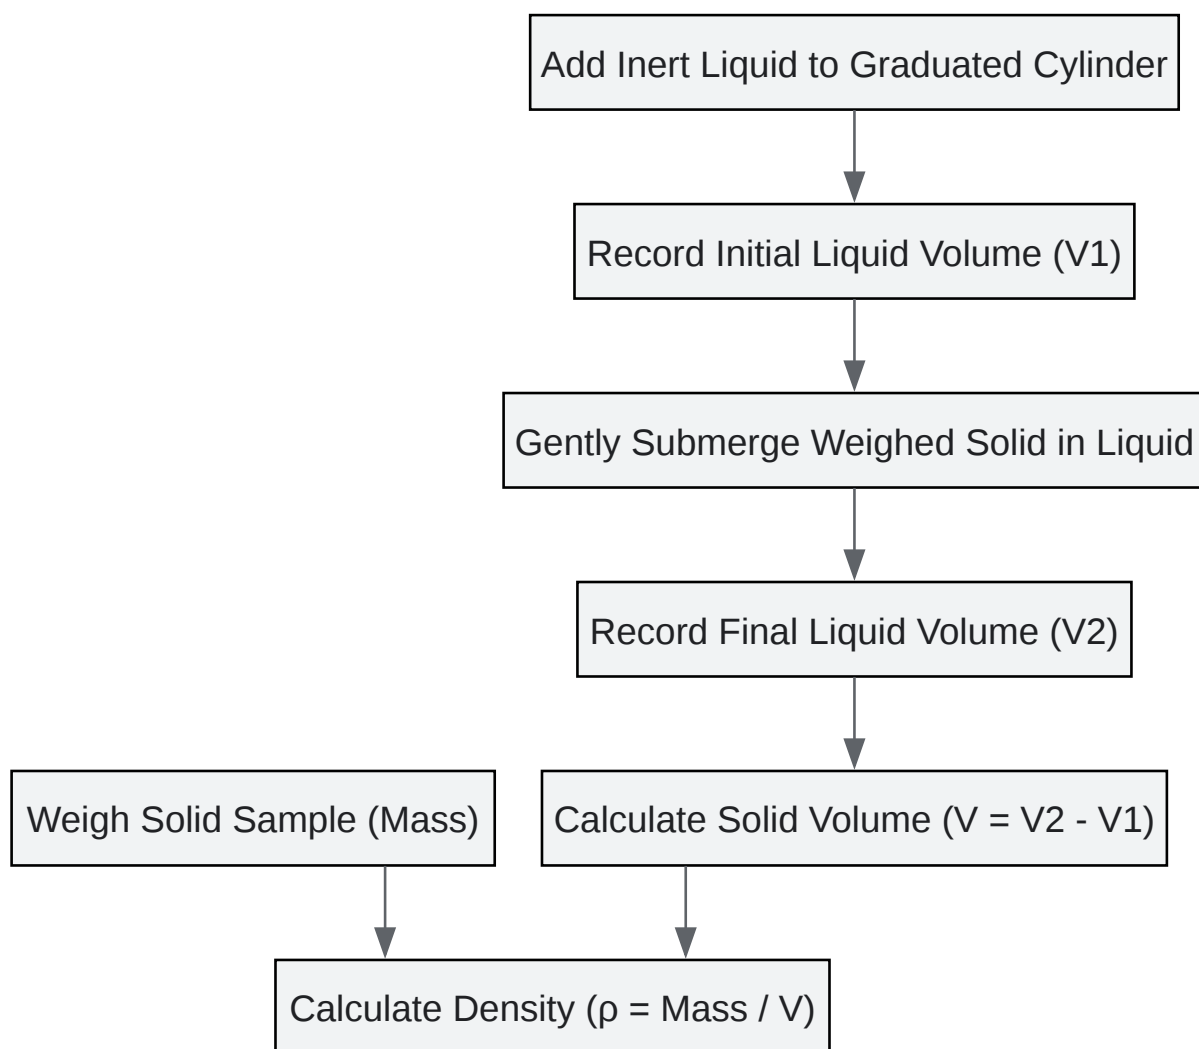 Add Inert Liquid to Graduated Cylinder
Record Initial Liquid Volume (V1)
Gently Submerge Weighed Solid in Liquid
Record Final Liquid Volume (V2)
Weigh Solid Sample (Mass)
Calculate Solid Volume (V = V2 - V1)
Calculate Density (ρ = Mass / V)